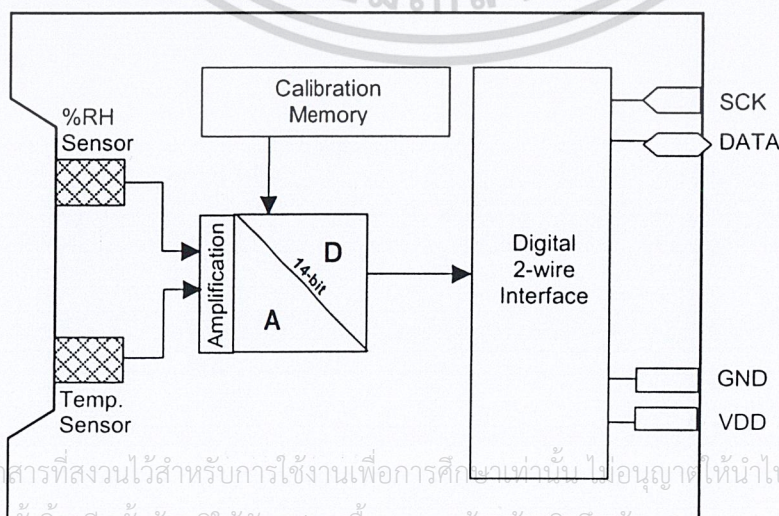 Calibration
Memory
%RH
Sensor
SCK
DATA
Amplification
14-bit
D
A
Digital
2-wire
Interface
Temp.
Sensor
GND
VDD
สารที่สงวนไว้สำหรับการใช้งานเพื่อการศึกษาเท่านั้น ไม่อนุญาตให้นำไป